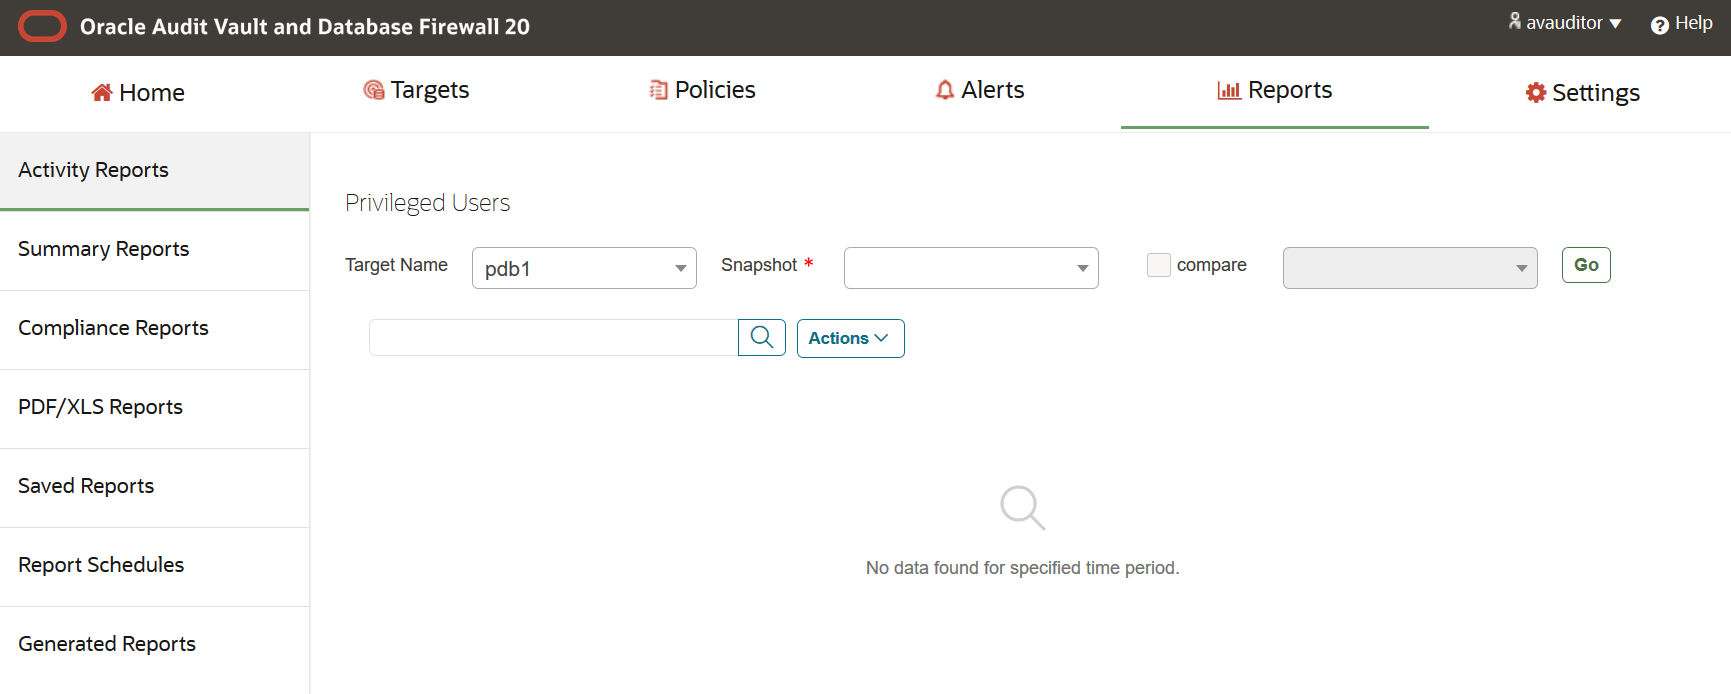 Oracle Audit Vault and Database Firewall 20
avauditor
Help
Home
Targets
Policies
Alerts
Reports
Settings
Activity Reports
Summary Reports
Compliance Reports
PDF/XLS Reports
Saved Reports
Report Schedules
Generated Reports
Privileged Users
Target Name pdb1 Snapshot * compare Go
Actions
No data found for specified time period.